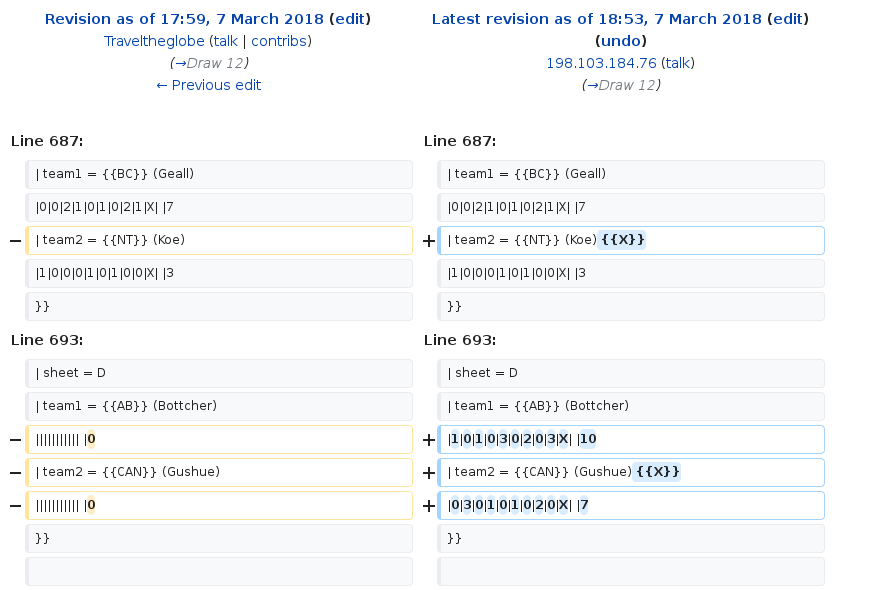 Revision as of 17:59, 7 March 2018 (edit)
Traveltheglobe (talk | contribs)
(→Draw 12)
← Previous edit
Latest revision as of 18:53, 7 March 2018 (edit)
(undo)
198.103.184.76 (talk)
(→Draw 12)
Line 687:
Line 687:
| team1 = {{BC}} (Geall)
| team1 = {{BC}} (Geall)
|0|0|2|1|0|1|0|2|1|X| |7
|0|0|2|1|0|1|0|2|1|X| |7
− | team2 = {{NT}} (Koe)
+ | team2 = {{NT}} (Koe) {{X}}
|1|0|0|0|1|0|1|0|0|X| |3
|1|0|0|0|1|0|1|0|0|X| |3
}}
}}
Line 693:
Line 693:
| sheet = D
| sheet = D
| team1 = {{AB}} (Bottcher)
| team1 = {{AB}} (Bottcher)
− ||||||||||| |0
+ |1|0|1|0|3|0|2|0|3|X| |10
− | team2 = {{CAN}} (Gushue)
+ | team2 = {{CAN}} (Gushue) {{X}}
− ||||||||||| |0
+ |0|3|0|1|0|1|0|2|0|X| |7
}}
}}